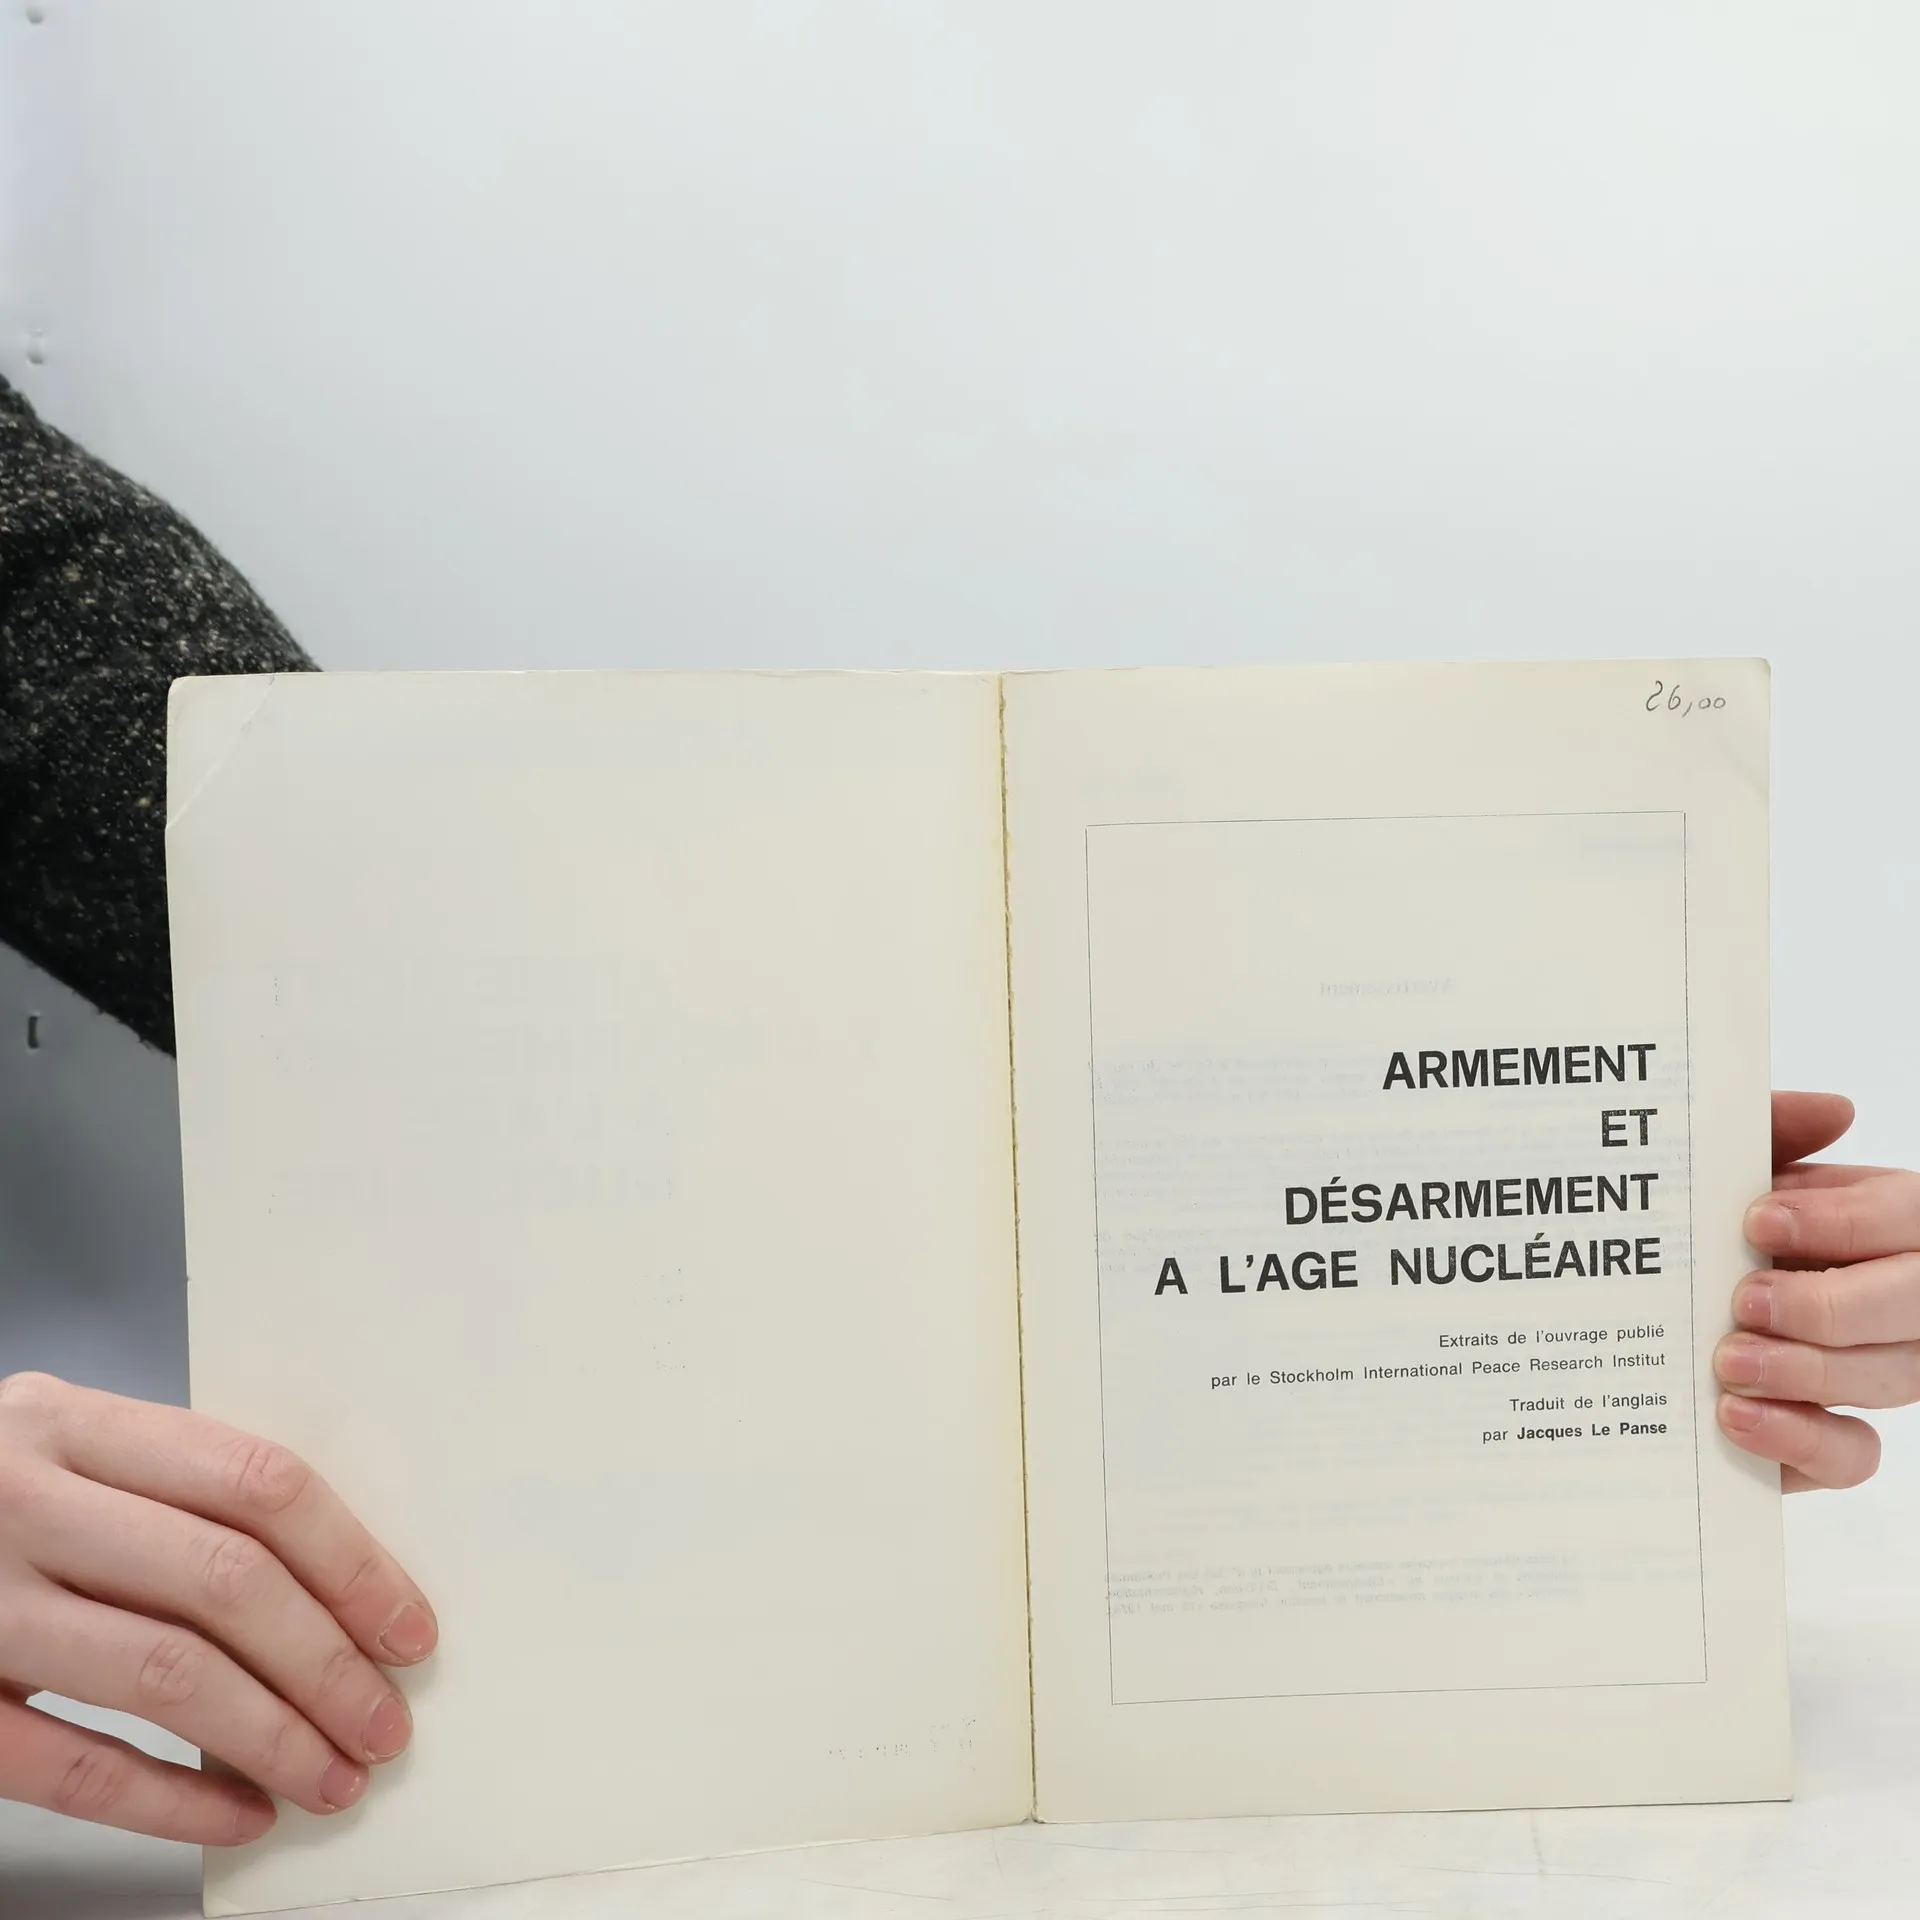 26,00
ARMEMENT
ET
DÉSARMEMENT
A L'AGE NUCLÉAIRE
Extraits de l'ouvrage publié
par le Stockholm International Peace Research Institut
Traduit de l'anglais
par Jacques Le Panse